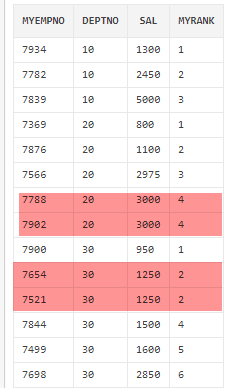 MYEMPNO DEPTNO SAL MYRANK
7934 10 1300 1
7782 10 2450 2
7839 10 5000 3
7369 20 800 1
7876 20 1100 2
7566 20 2975 3
7788 20 3000 4
7902 20 3000 4
7900 30 950 1
7654 30 1250 2
7521 30 1250 2
7844 30 1500 4
7499 30 1600 5
7698 30 2850 6